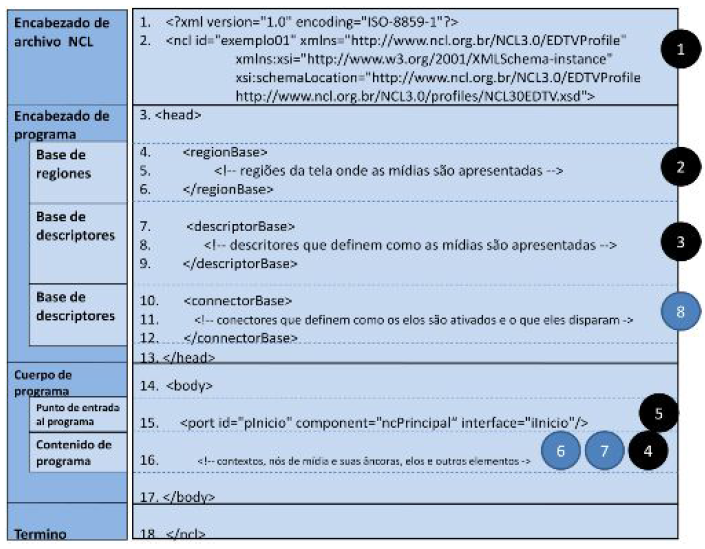 Encabezado de
archivo NCL
1. <?xml version="1.0" encoding="ISO-8859-1"?>
2. <ncl id="exemplo01" xmlns="http://www.ncl.org.br/NCL3.0/EDTVProfile"
xmlns:xsi="http://www.w3.org/2001/XMLSchema-instance"
xsi:schemaLocation="http://www.ncl.org.br/NCL3.0/EDTVProfile
http://www.ncl.org.br/NCL3.0/profiles/NCL30EDTV.xsd">
1
Encabezado de
programa
3. <head>
Base de
regiones
4. <regionBase>
5. <!-- regiões da tela onde as mídias são apresentadas -->
6. </regionBase>
2
Base de
descriptores
7. <descriptorBase>
8. <!-- descritores que definem como as mídias são apresentadas -->
9. </descriptorBase>
3
Base de
descriptores
10. <connectorBase>
11. <!-- conectores que definem como os elos são ativados e o que eles disparam ->
12. </connectorBase>
8
13. </head>
Cuerpo de
programa
14. <body>
Punto de entrada
al programa
15. <port id="pInicio" component="ncPrincipal" interface="iInicio"/>
5
Contenido de
programa
6 7 4
16. <!-- contextos, nós de mídia e suas âncoras, elos e outros elementos ->
17. </body>
Termino
18. </ncl>